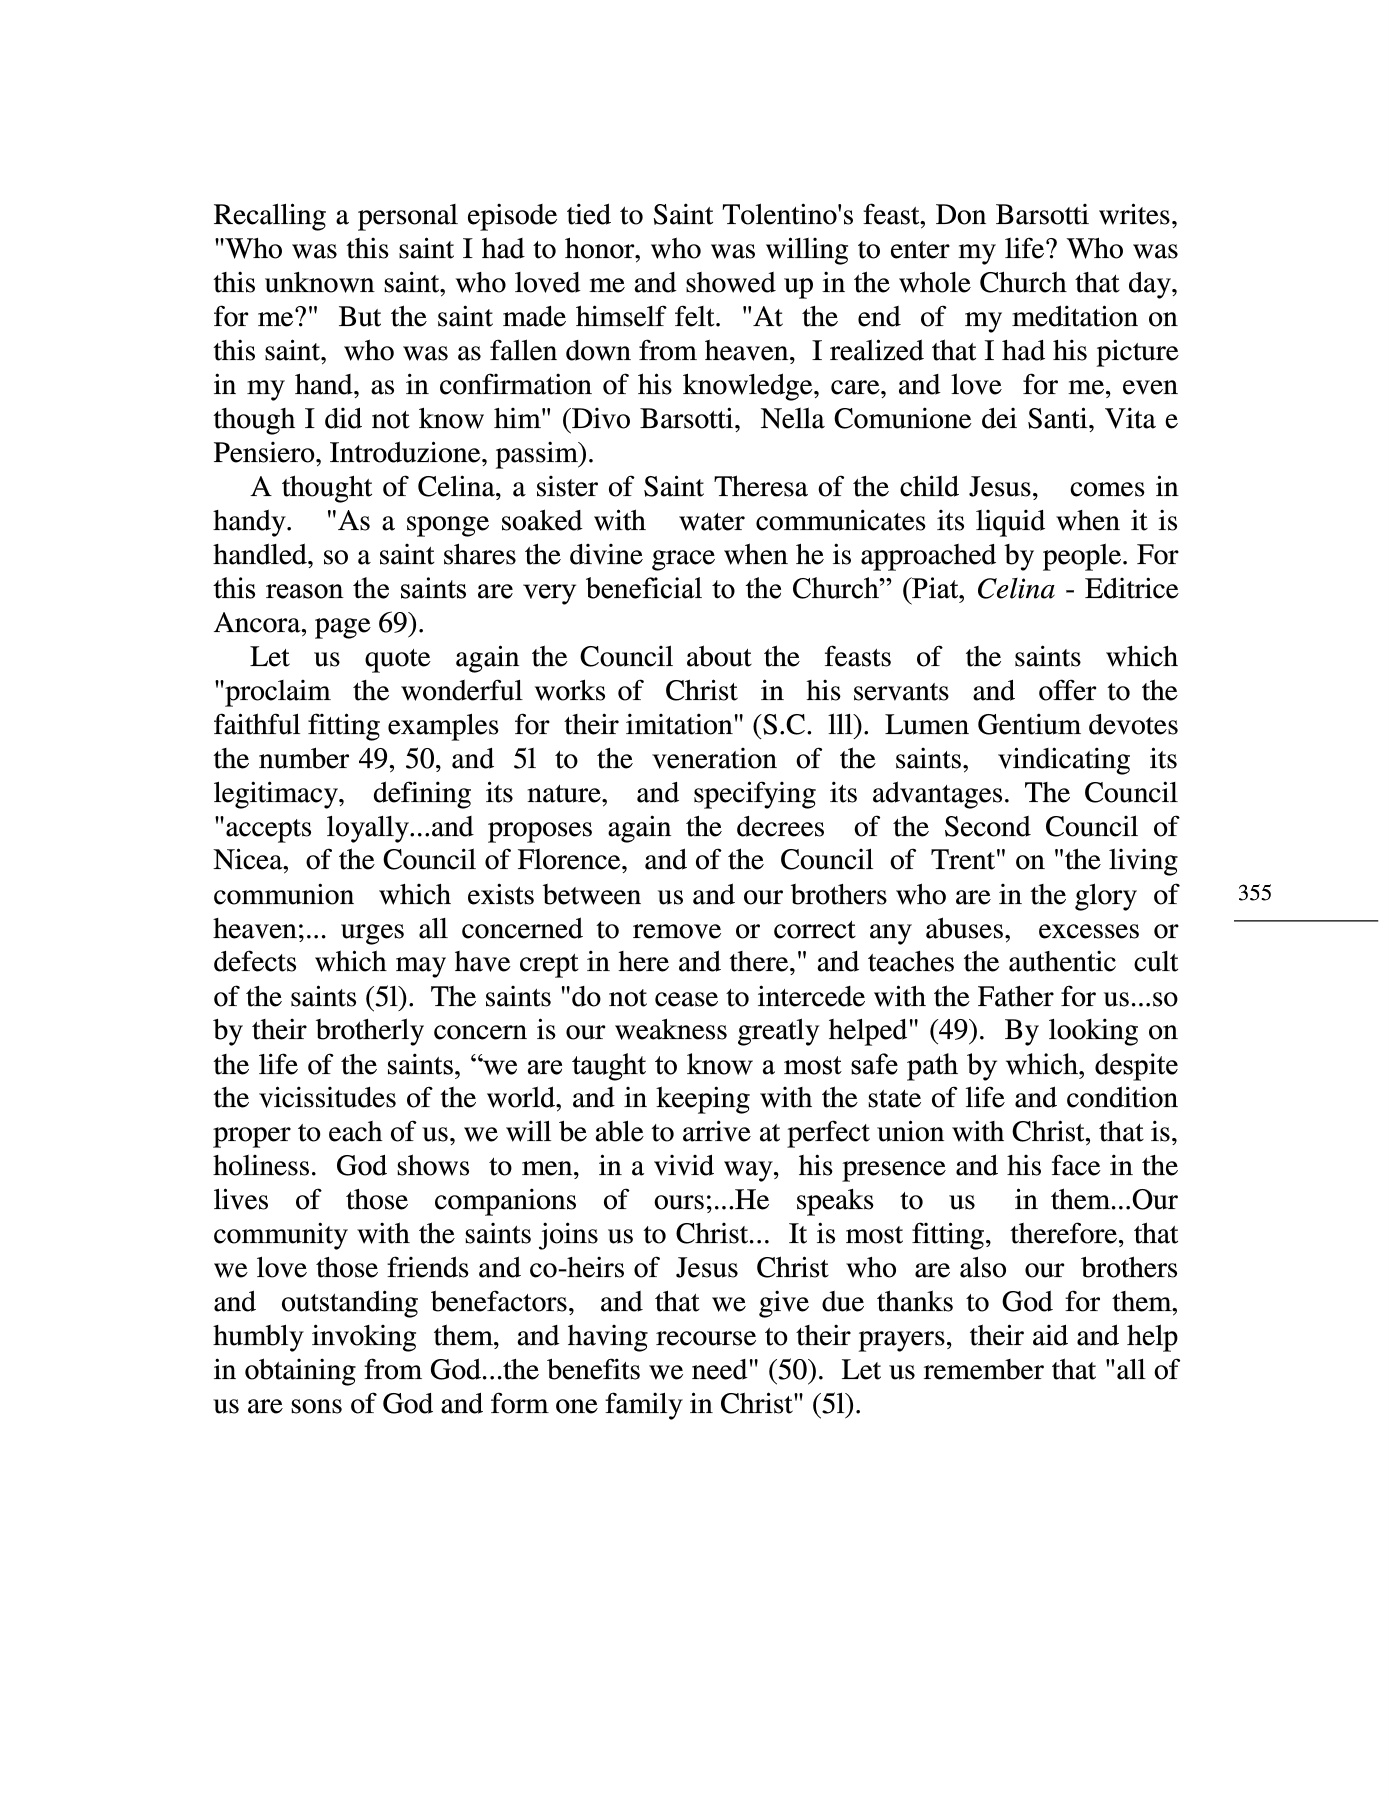 Recalling a personal episode tied to Saint Tolentino's feast, Don Barsotti writes,
"Who was this saint I had to honor, who was willing to enter my life? Who was
this unknown saint, who loved me and showed up in the whole Church that day,
for me?" But the saint made himself felt. "At the end of my meditation on
this saint, who was as fallen down from heaven, I realized that I had his picture
in my hand, as in confirmation of his knowledge, care, and love for me, even
though I did not know him" (Divo Barsotti, Nella Comunione dei Santi, Vita e
Pensiero, Introduzione, passim).
A thought of Celina, a sister of Saint Theresa of the child Jesus, comes in
handy. "As a sponge soaked with water communicates its liquid when it is
handled, so a saint shares the divine grace when he is approached by people. For
this reason the saints are very beneficial to the Church” (Piat, Celina - Editrice
Ancora, page 69).
Let us quote again the Council about the feasts of the saints which
"proclaim the wonderful works of Christ in his servants and offer to the
faithful fitting examples for their imitation" (S.C. lll). Lumen Gentium devotes
the number 49, 50, and 5l to the veneration of the saints, vindicating its
legitimacy, defining its nature, and specifying its advantages. The Council
"accepts loyally...and proposes again the decrees of the Second Council of
Nicea, of the Council of Florence, and of the Council of Trent" on "the living
communion which exists between us and our brothers who are in the glory of
heaven;... urges all concerned to remove or correct any abuses, excesses or
defects which may have crept in here and there," and teaches the authentic cult
of the saints (5l). The saints "do not cease to intercede with the Father for us...so
by their brotherly concern is our weakness greatly helped" (49). By looking on
the life of the saints, “we are taught to know a most safe path by which, despite
the vicissitudes of the world, and in keeping with the state of life and condition
proper to each of us, we will be able to arrive at perfect union with Christ, that is,
holiness. God shows to men, in a vivid way, his presence and his face in the
lives of those companions of ours;...He speaks to us in them...Our
community with the saints joins us to Christ... It is most fitting, therefore, that
we love those friends and co-heirs of Jesus Christ who are also our brothers
and outstanding benefactors, and that we give due thanks to God for them,
humbly invoking them, and having recourse to their prayers, their aid and help
in obtaining from God...the benefits we need" (50). Let us remember that "all of
us are sons of God and form one family in Christ" (5l).
355